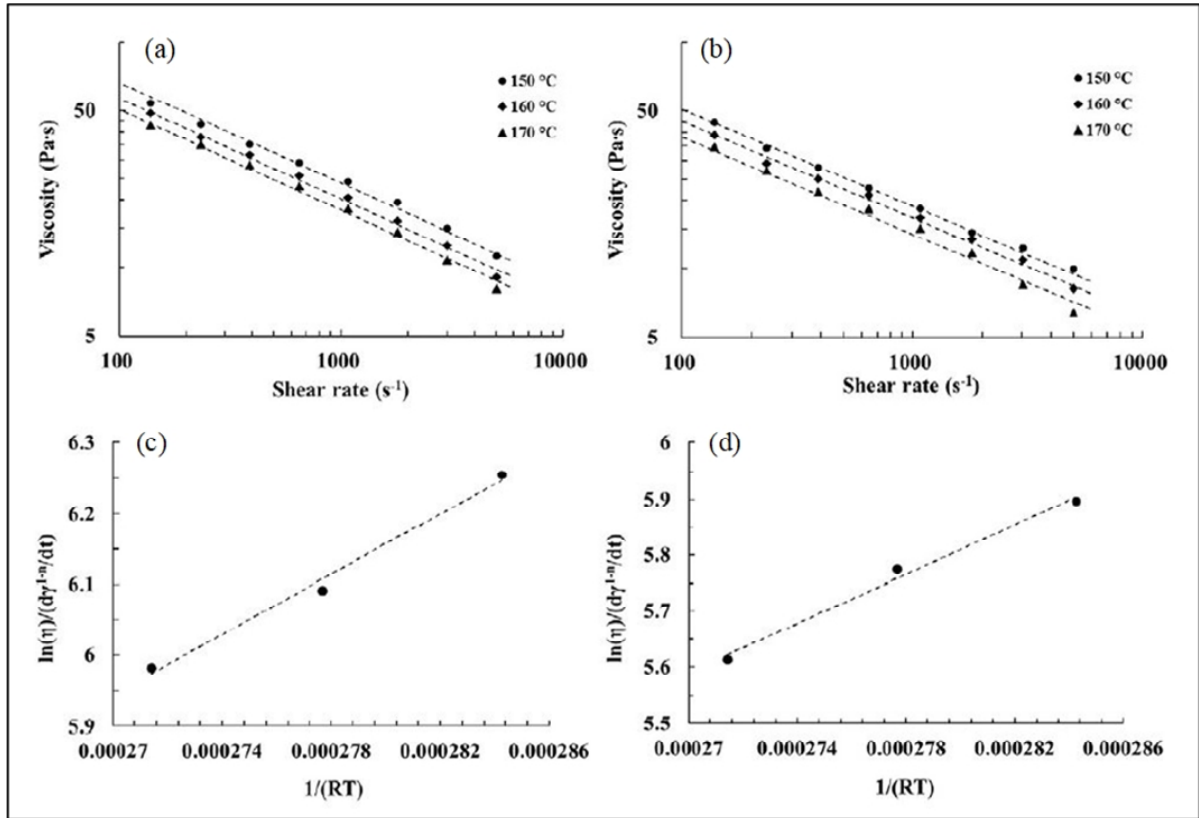 (a)
150 °C
160 °C
170 °C
50
5
Viscosity (Pa·s)
100 1000 10000
Shear rate (s⁻¹)
(b)
150 °C
160 °C
170 °C
50
5
Viscosity (Pa·s)
100 1000 10000
Shear rate (s⁻¹)
(c)
6.3
6.2
6.1
6
5.9
ln(η)/(dγ¹⁻ⁿ/dt)
0.00027 0.000274 0.000278 0.000282 0.000286
1/(RT)
(d)
6
5.9
5.8
5.7
5.6
5.5
ln(η)/(dγ¹⁻ⁿ/dt)
0.00027 0.000274 0.000278 0.000282 0.000286
1/(RT)